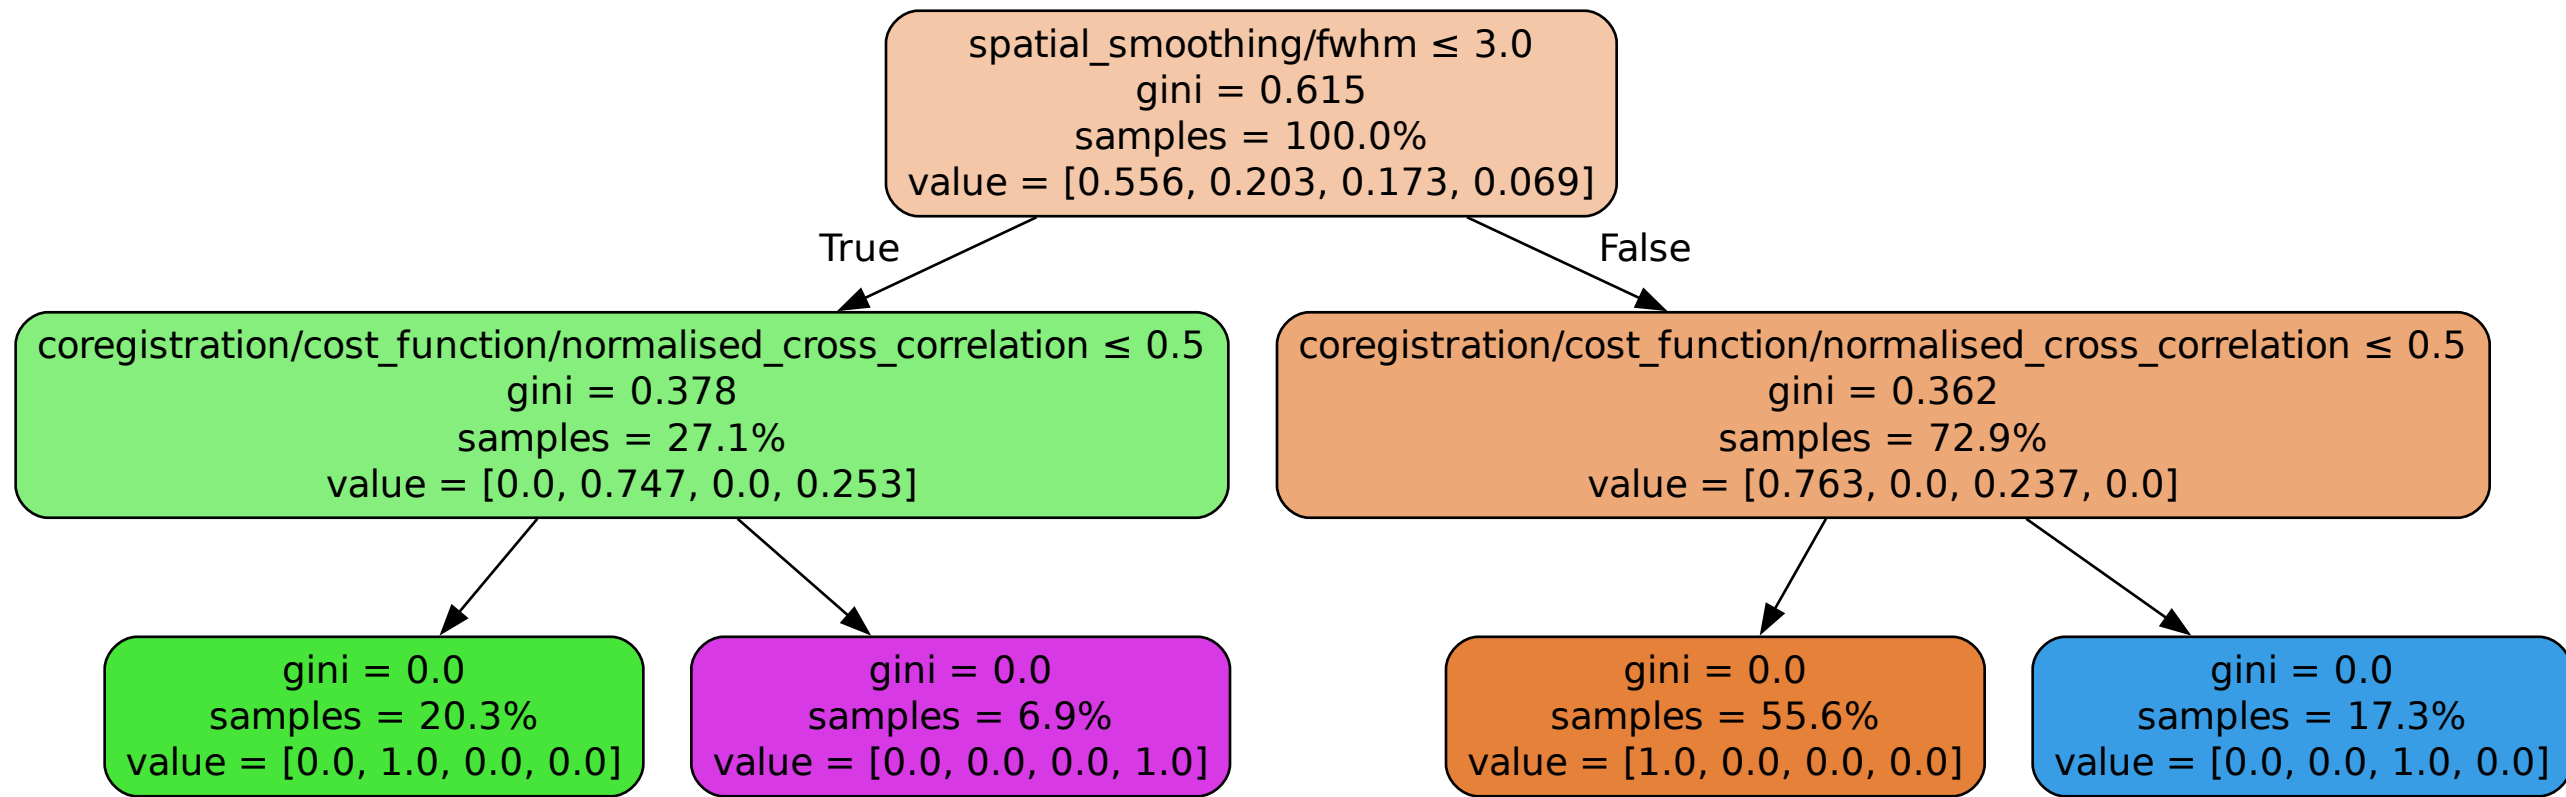 spatial_smoothing/fwhm ≤ 3.0
gini = 0.615
samples = 100.0%
value = [0.556, 0.203, 0.173, 0.069]
True
False
coregistration/cost_function/normalised_cross_correlation ≤ 0.5
gini = 0.378
samples = 27.1%
value = [0.0, 0.747, 0.0, 0.253]
coregistration/cost_function/normalised_cross_correlation ≤ 0.5
gini = 0.362
samples = 72.9%
value = [0.763, 0.0, 0.237, 0.0]
gini = 0.0
samples = 20.3%
value = [0.0, 1.0, 0.0, 0.0]
gini = 0.0
samples = 6.9%
value = [0.0, 0.0, 0.0, 1.0]
gini = 0.0
samples = 55.6%
value = [1.0, 0.0, 0.0, 0.0]
gini = 0.0
samples = 17.3%
value = [0.0, 0.0, 1.0, 0.0]